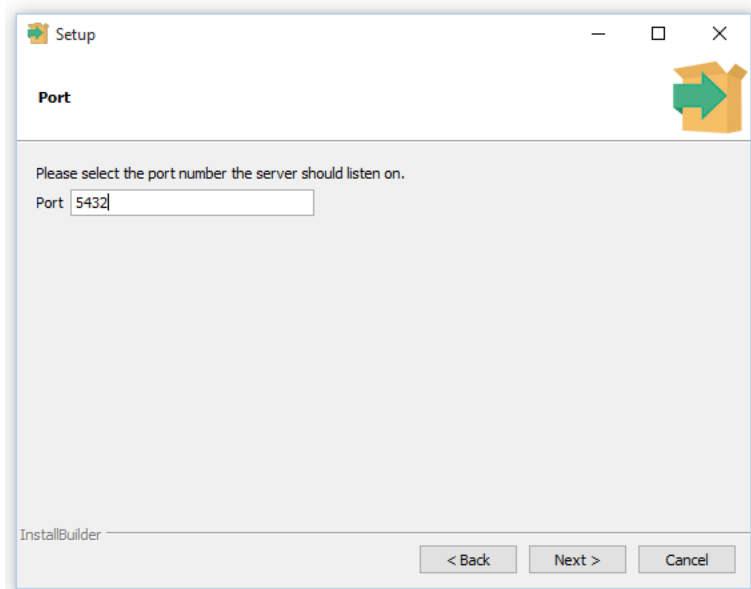 Setup
Port
Please select the port number the server should listen on.
Port 5432
InstallBuilder
< Back Next > Cancel